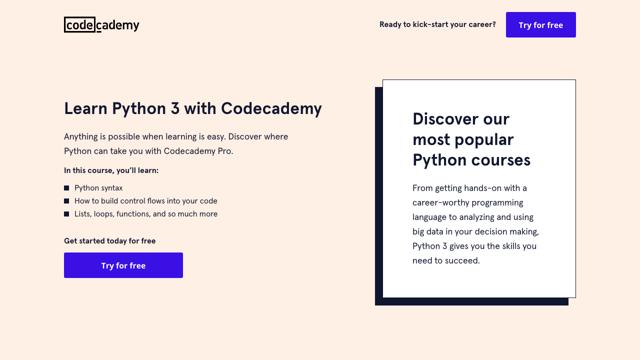 codecademy
Ready to kick-start your career?
Try for free
Learn Python 3 with Codecademy
Anything is possible when learning is easy. Discover where
Python can take you with Codecademy Pro.
In this course, you'll learn:
Python syntax
How to build control flows into your code
Lists, loops, functions, and so much more
Get started today for free
Try for free
Discover our
most popular
Python courses
From getting hands-on with a
career-worthy programming
language to analyzing and using
big data in your decision making,
Python 3 gives you the skills you
need to succeed.